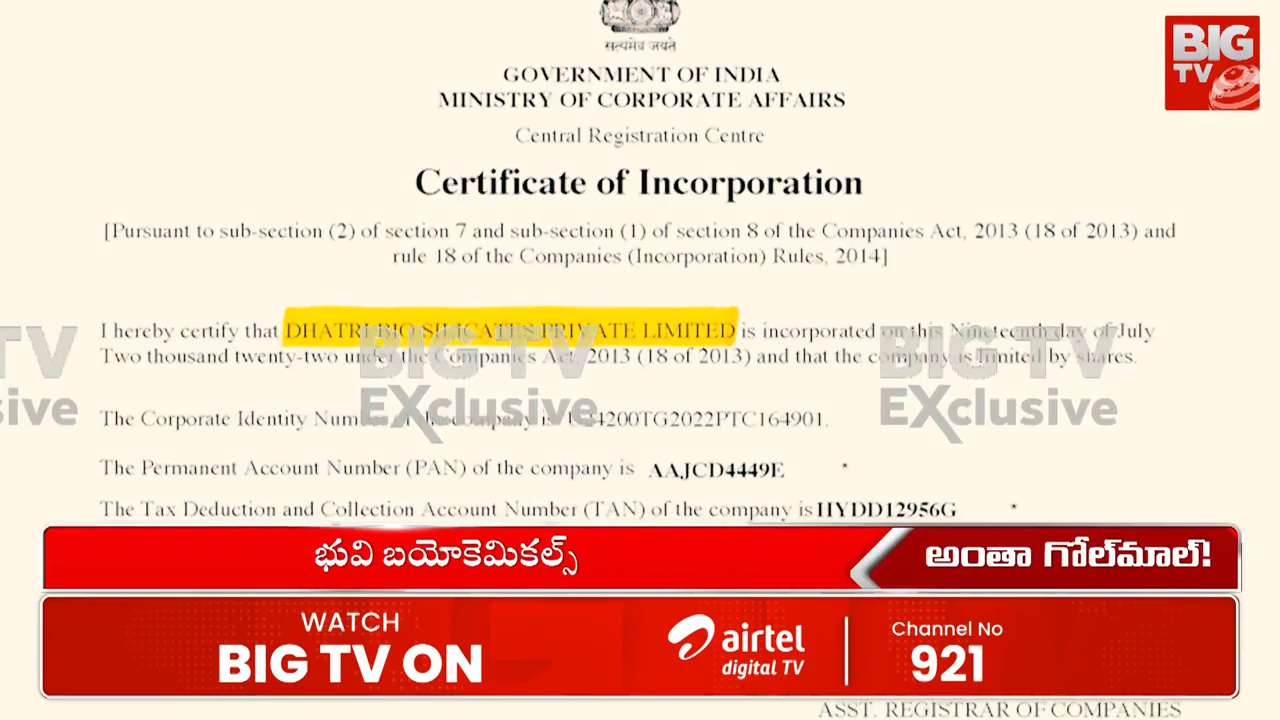 सत्यमेव जयते
GOVERNMENT OF INDIA
MINISTRY OF CORPORATE AFFAIRS
Central Registration Centre
Certificate of Incorporation
[Pursuant to sub-section (2) of section 7 and sub-section (1) of section 8 of the Companies Act, 2013 (18 of 2013) and
rule 18 of the Companies (Incorporation) Rules, 2014]
I hereby certify that DHATRI BIO SILICATES PRIVATE LIMITED is incorporated on this Nineteenth day of July
Two thousand twenty-two under the Companies Act, 2013 (18 of 2013) and that the company is limited by shares.
The Corporate Identity Number of the company is U24200TG2022PTC164901.
The Permanent Account Number (PAN) of the company is AAJCD4449E *
The Tax Deduction and Collection Account Number (TAN) of the company is HYDD12956G *
BIG TV
TV
sive
BIG TV
EXclusive
BIG TV
EXclusive
భువి బయోకెమికల్స్
అంతా గోల్‌మాల్!
WATCH
BIG TV ON
airtel
digital TV
Channel No
921
ASST. REGISTRAR OF COMPANIES